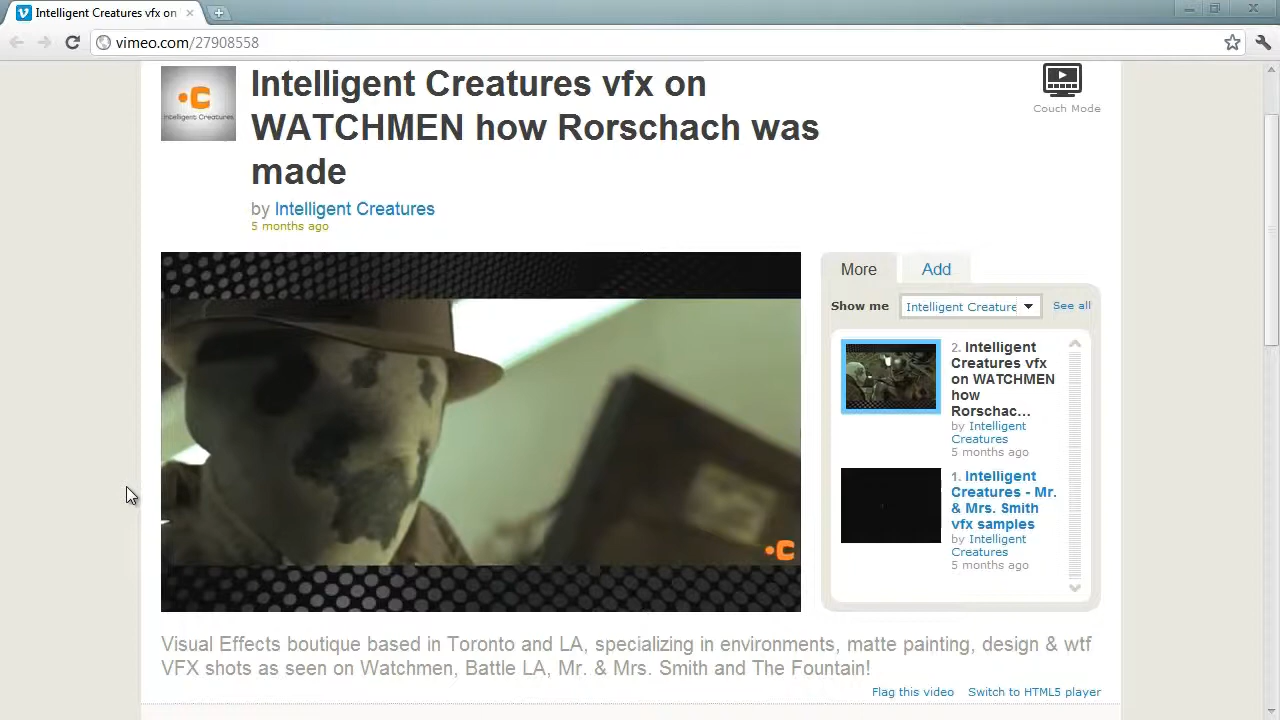 Intelligent Creatures vfx on
vimeo.com/27908558
Intelligent Creatures
Intelligent Creatures vfx on
WATCHMEN how Rorschach was
made
by Intelligent Creatures
5 months ago
Couch Mode
More
Add
Show me
Intelligent Creature
See all
2. Intelligent
Creatures vfx
on WATCHMEN
how
Rorschac...
by Intelligent
Creatures
5 months ago
1. Intelligent
Creatures - Mr.
& Mrs. Smith
vfx samples
by Intelligent
Creatures
5 months ago
Visual Effects boutique based in Toronto and LA, specializing in environments, matte painting, design & wtf
VFX shots as seen on Watchmen, Battle LA, Mr. & Mrs. Smith and The Fountain!
Flag this video
Switch to HTML5 player